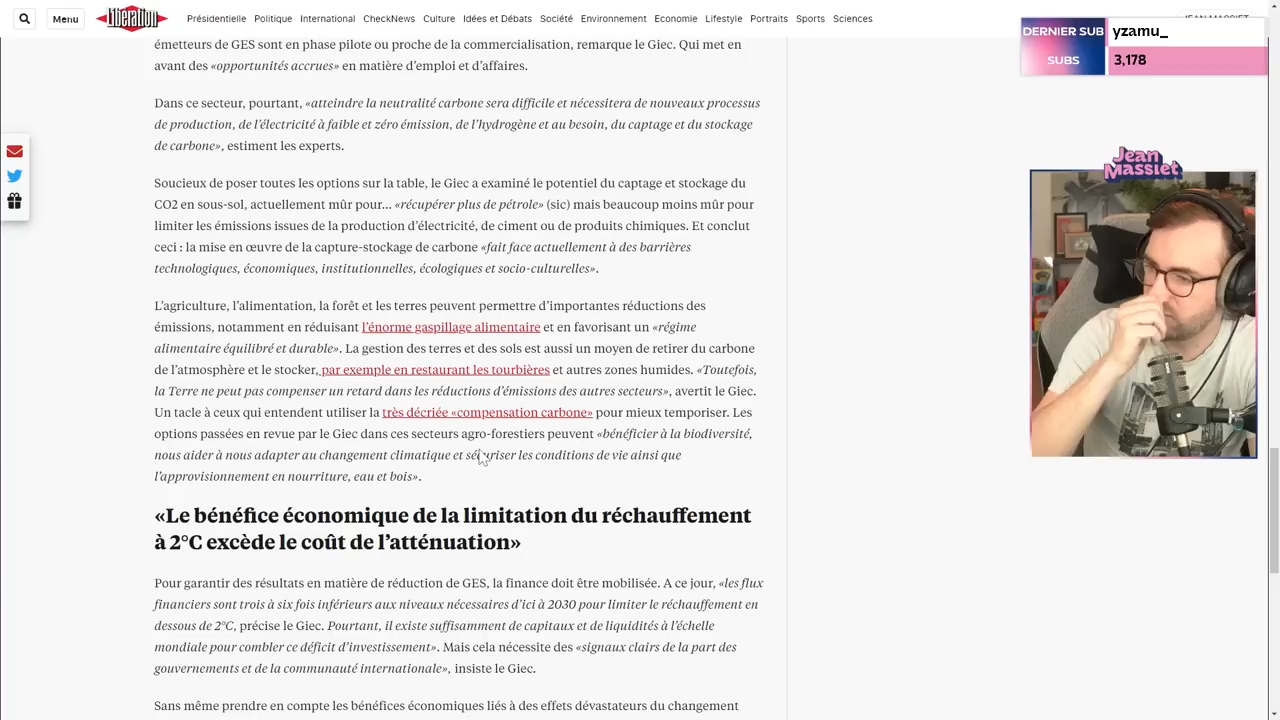 Menu
Libération
Présidentielle Politique International CheckNews Culture Idées et Débats Société Environnement Economie Lifestyle Portraits Sports Sciences
JEAN MASSIET
DERNIER SUB yzamu_
SUBS 3,178
émetteurs de GES sont en phase pilote ou proche de la commercialisation, remarque le Giec. Qui met en
avant des «opportunités accrues» en matière d’emploi et d’affaires.
Dans ce secteur, pourtant, «atteindre la neutralité carbone sera difficile et nécessitera de nouveaux processus
de production, de l’électricité à faible et zéro émission, de l’hydrogène et au besoin, du captage et du stockage
de carbone», estiment les experts.
Jean
Massiet
Soucieux de poser toutes les options sur la table, le Giec a examiné le potentiel du captage et stockage du
CO2 en sous-sol, actuellement mûr pour… «récupérer plus de pétrole» (sic) mais beaucoup moins mûr pour
limiter les émissions issues de la production d’électricité, de ciment ou de produits chimiques. Et conclut
ceci : la mise en œuvre de la capture-stockage de carbone «fait face actuellement à des barrières
technologiques, économiques, institutionnelles, écologiques et socio-culturelles».
L’agriculture, l’alimentation, la forêt et les terres peuvent permettre d’importantes réductions des
émissions, notamment en réduisant l’énorme gaspillage alimentaire et en favorisant un «régime
alimentaire équilibré et durable». La gestion des terres et des sols est aussi un moyen de retirer du carbone
de l’atmosphère et le stocker, par exemple en restaurant les tourbières et autres zones humides. «Toutefois,
la Terre ne peut pas compenser un retard dans les réductions d’émissions des autres secteurs», avertit le Giec.
Un tacle à ceux qui entendent utiliser la très décriée «compensation carbone» pour mieux temporiser. Les
options passées en revue par le Giec dans ces secteurs agro-forestiers peuvent «bénéficier à la biodiversité,
nous aider à nous adapter au changement climatique et sécuriser les conditions de vie ainsi que
l’approvisionnement en nourriture, eau et bois».
«Le bénéfice économique de la limitation du réchauffement
à 2°C excède le coût de l’atténuation»
Pour garantir des résultats en matière de réduction de GES, la finance doit être mobilisée. A ce jour, «les flux
financiers sont trois à six fois inférieurs aux niveaux nécessaires d’ici à 2030 pour limiter le réchauffement en
dessous de 2°C, précise le Giec. Pourtant, il existe suffisamment de capitaux et de liquidités à l’échelle
mondiale pour combler ce déficit d’investissement». Mais cela nécessite des «signaux clairs de la part des
gouvernements et de la communauté internationale», insiste le Giec.
Sans même prendre en compte les bénéfices économiques liés à des effets dévastateurs du changement